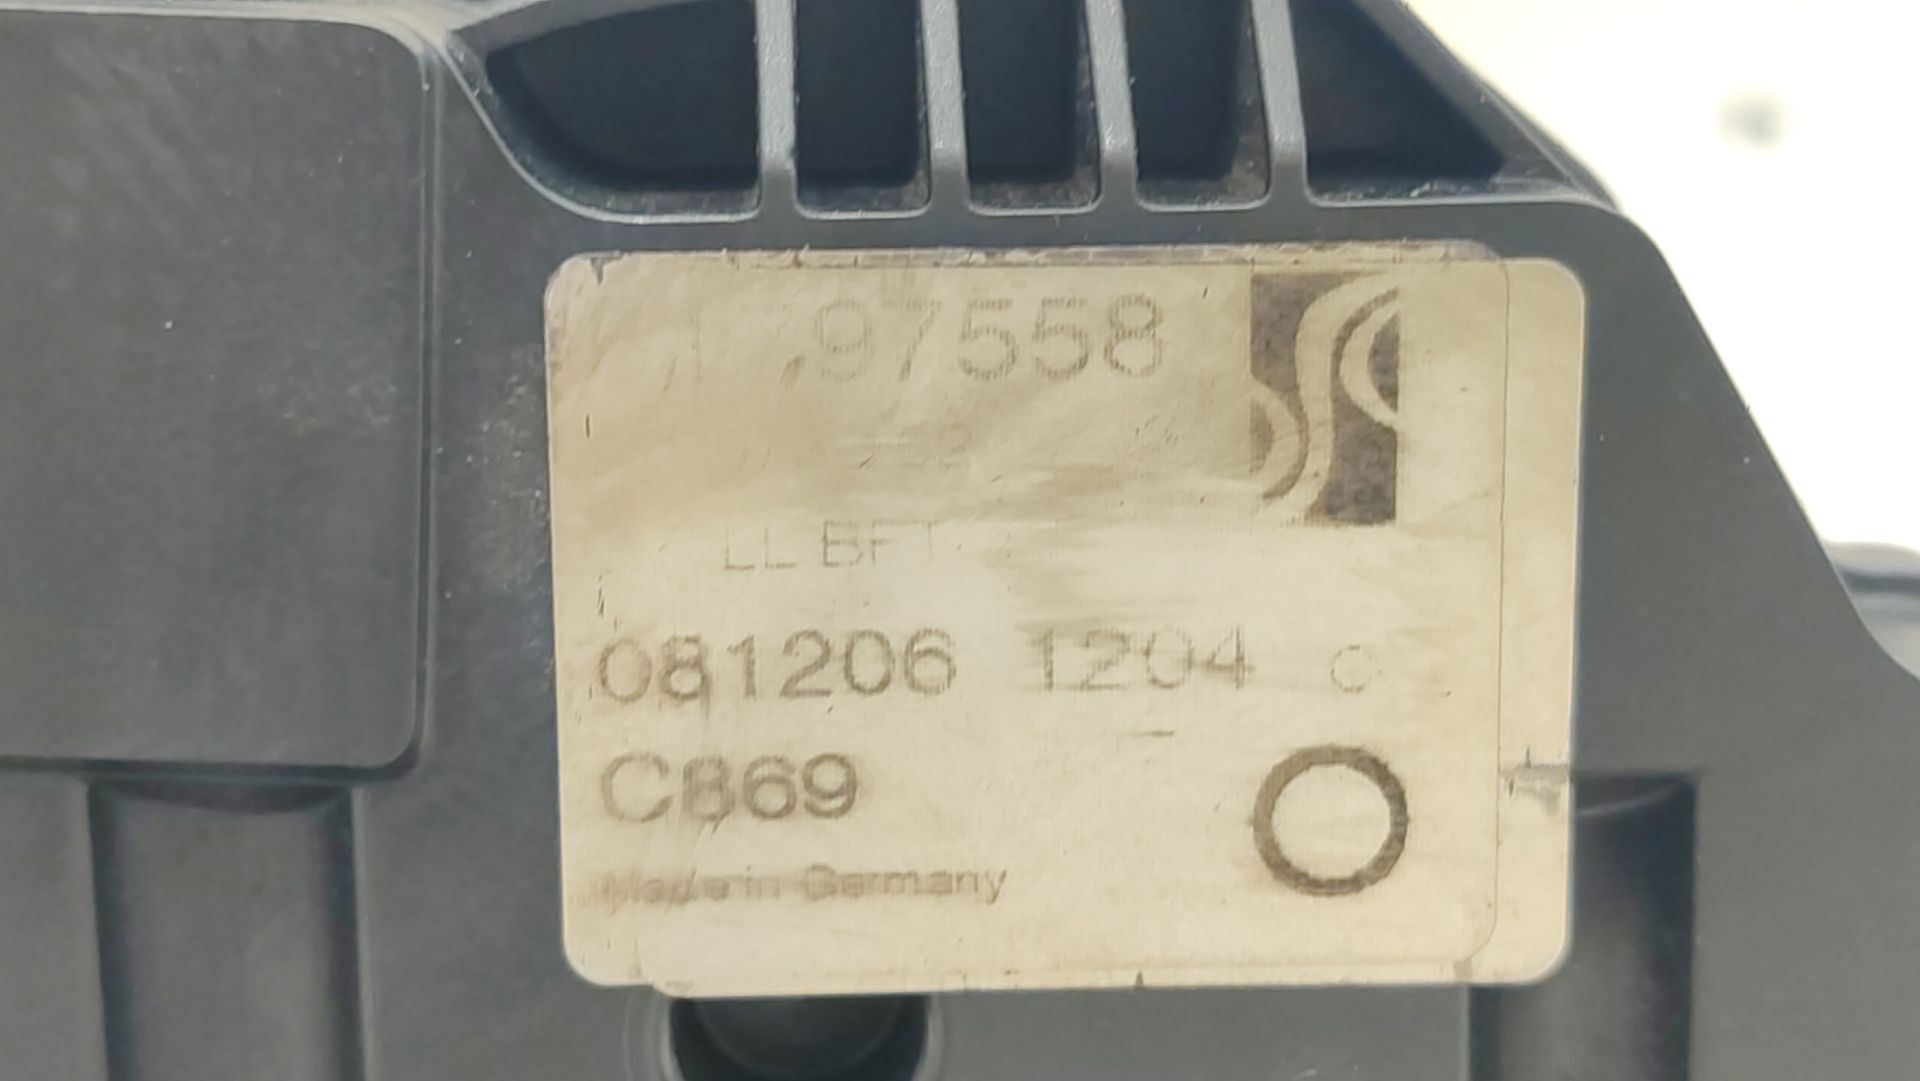 97558
LL BFT
081206 1204 C
C869
Made in Germany